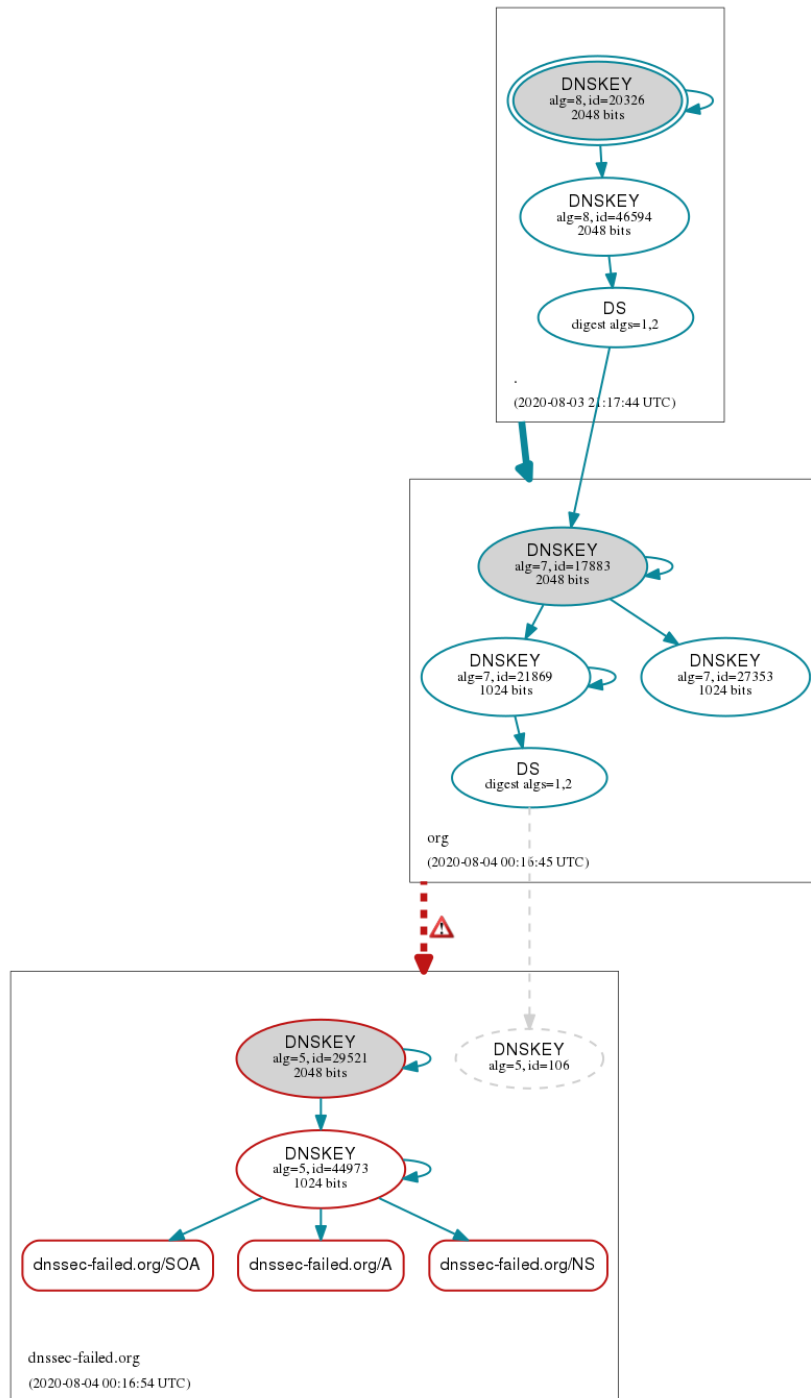 DNSKEY
alg=8, id=20326
2048 bits
DNSKEY
alg=8, id=46594
2048 bits
DS
digest algs=1,2
.
(2020-08-03 21:17:44 UTC)
DNSKEY
alg=7, id=17883
2048 bits
DNSKEY
alg=7, id=21869
1024 bits
DNSKEY
alg=7, id=27353
1024 bits
DS
digest algs=1,2
org
(2020-08-04 00:16:45 UTC)
DNSKEY
alg=5, id=29521
2048 bits
DNSKEY
alg=5, id=106
DNSKEY
alg=5, id=44973
1024 bits
dnssec-failed.org/SOA
dnssec-failed.org/A
dnssec-failed.org/NS
dnssec-failed.org
(2020-08-04 00:16:54 UTC)